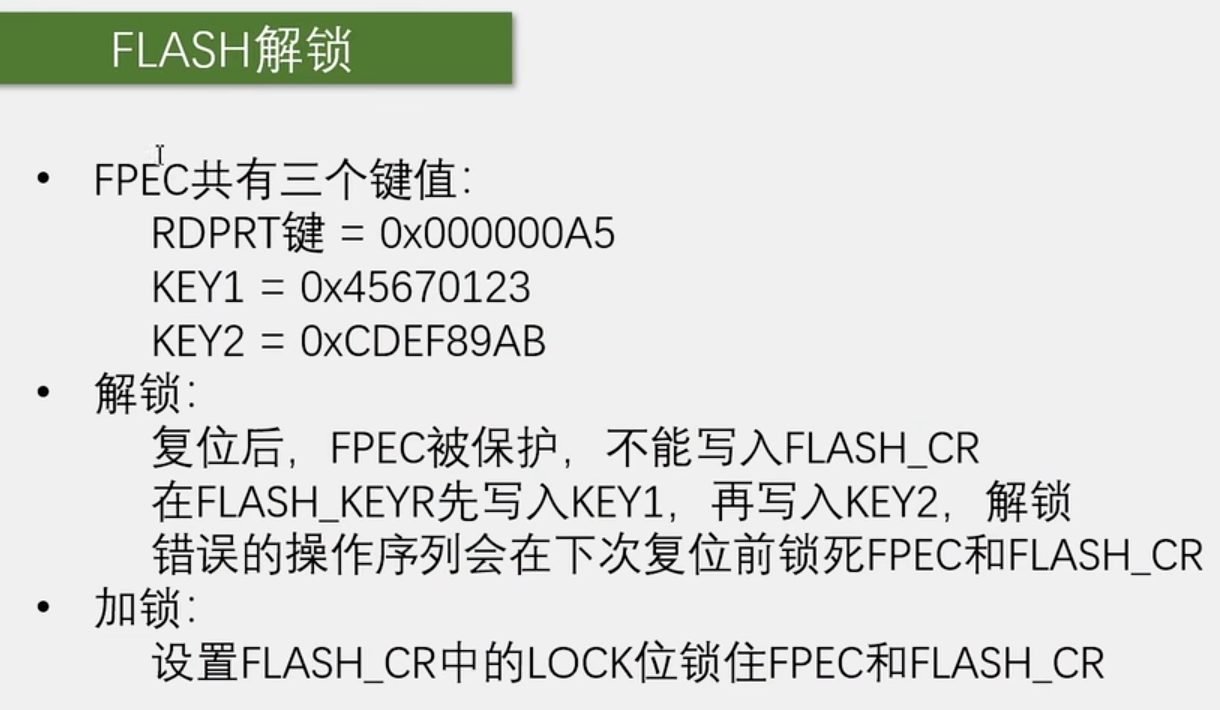 FLASH解锁
• FPEC共有三个键值：
RDPRT键 = 0x000000A5
KEY1 = 0x45670123
KEY2 = 0xCDEF89AB
• 解锁：
复位后，FPEC被保护，不能写入FLASH_CR
在FLASH_KEYR先写入KEY1，再写入KEY2，解锁
错误的操作序列会在下次复位前锁死FPEC和FLASH_CR
• 加锁：
设置FLASH_CR中的LOCK位锁住FPEC和FLASH_CR